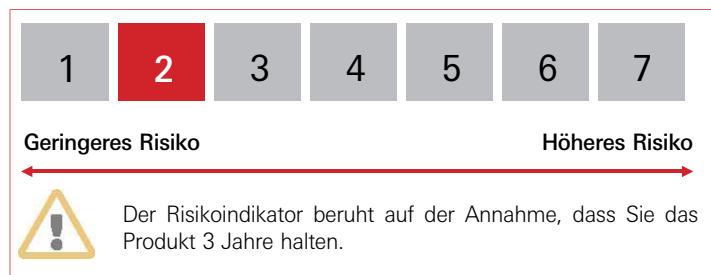 1 2 3 4 5 6 7
Geringeres Risiko Höheres Risiko
Der Risikoindikator beruht auf der Annahme, dass Sie das
Produkt 3 Jahre halten.